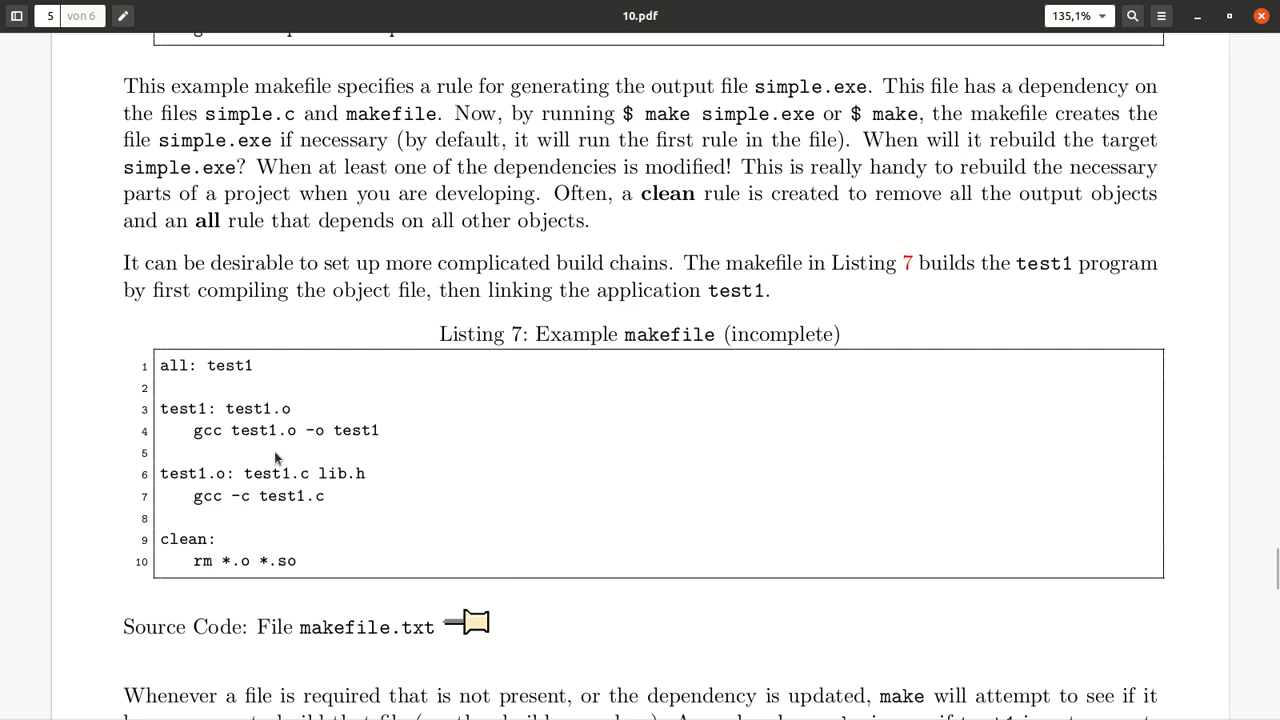 5 von 6 10.pdf 135,1%
This example makefile specifies a rule for generating the output file simple.exe. This file has a dependency on
the files simple.c and makefile. Now, by running $ make simple.exe or $ make, the makefile creates the
file simple.exe if necessary (by default, it will run the first rule in the file). When will it rebuild the target
simple.exe? When at least one of the dependencies is modified! This is really handy to rebuild the necessary
parts of a project when you are developing. Often, a clean rule is created to remove all the output objects
and an all rule that depends on all other objects.
It can be desirable to set up more complicated build chains. The makefile in Listing 7 builds the test1 program
by first compiling the object file, then linking the application test1.
Listing 7: Example makefile (incomplete)
1 all: test1
2
3 test1: test1.o
4 gcc test1.o -o test1
5
6 test1.o: test1.c lib.h
7 gcc -c test1.c
8
9 clean:
10 rm *.o *.so
Source Code: File makefile.txt
Whenever a file is required that is not present, or the dependency is updated, make will attempt to see if it